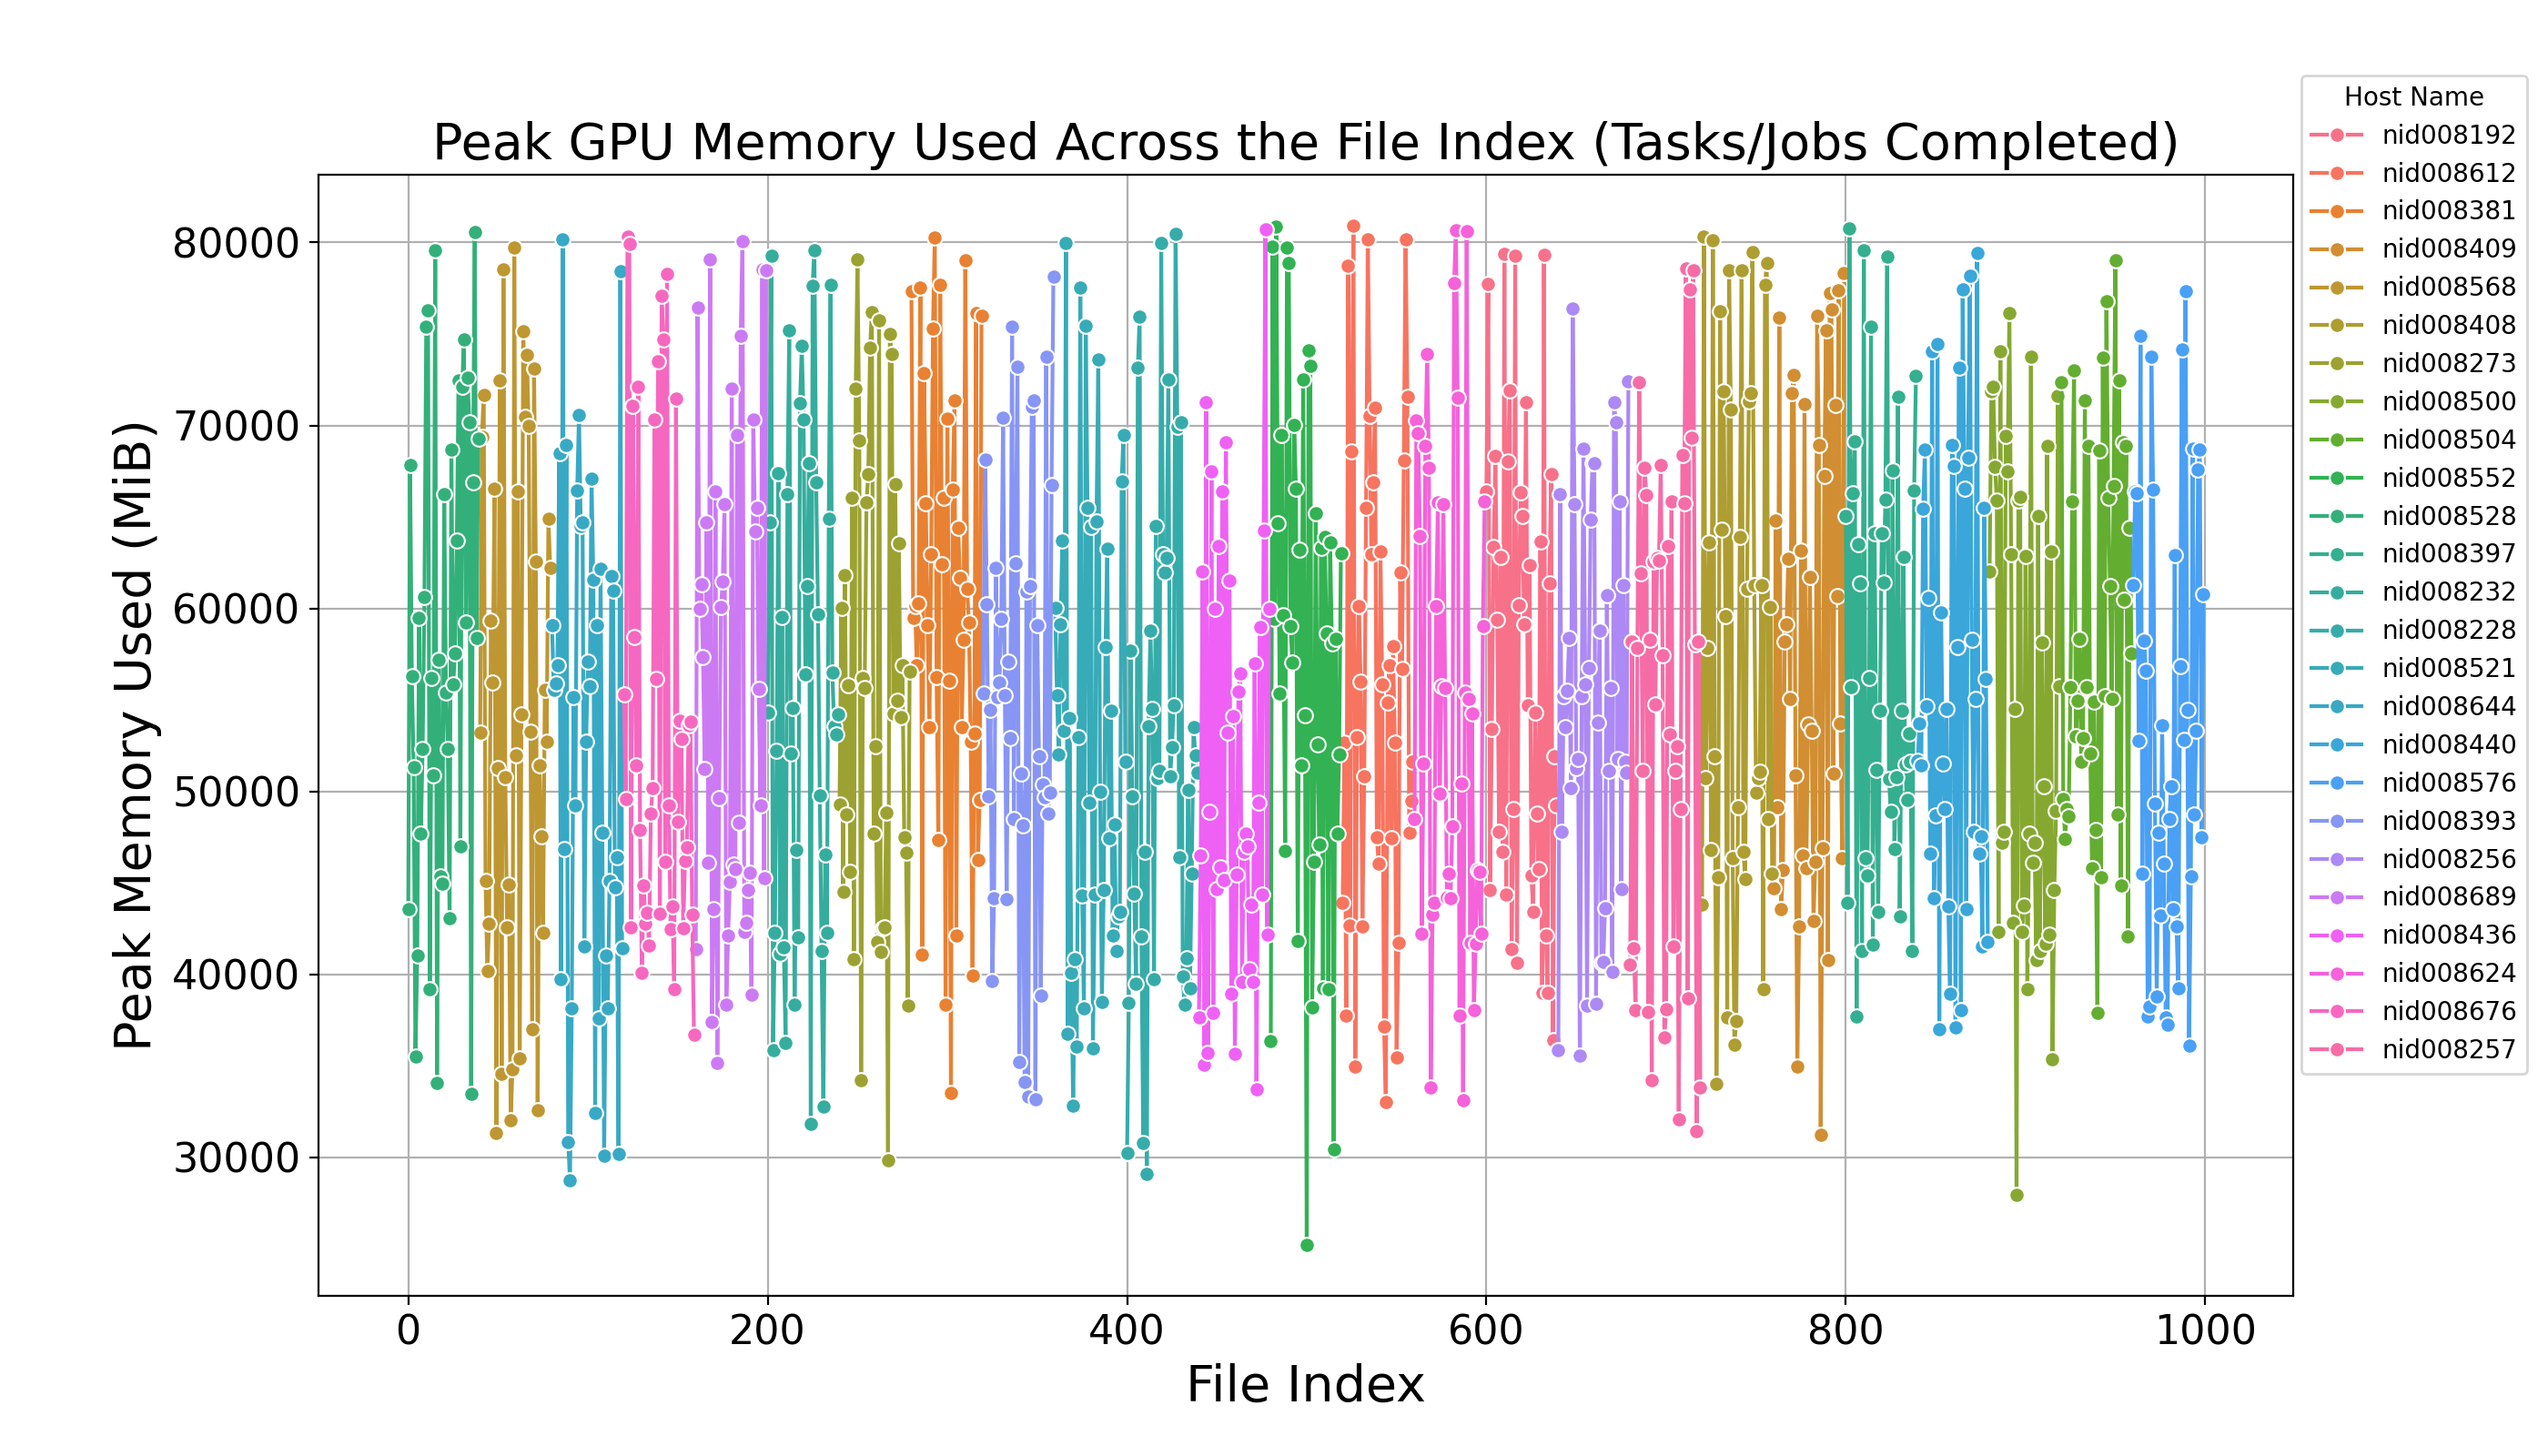 Peak GPU Memory Used Across the File Index (Tasks/Jobs Completed)
Peak Memory Used (MiB)
80000
70000
60000
50000
40000
30000
0
200
400
600
800
1000
File Index
Host Name
nid008192
nid008612
nid008381
nid008409
nid008568
nid008408
nid008273
nid008500
nid008504
nid008552
nid008528
nid008397
nid008232
nid008228
nid008521
nid008644
nid008440
nid008576
nid008393
nid008256
nid008689
nid008436
nid008624
nid008676
nid008257